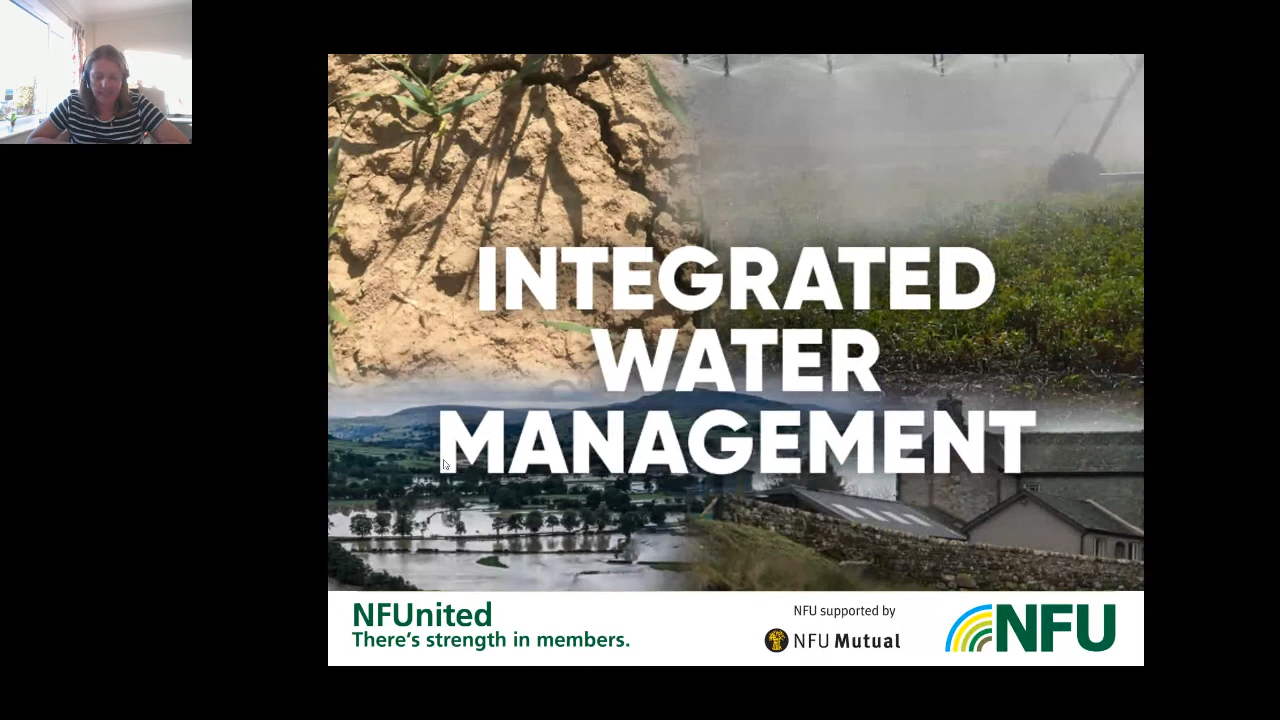 INTEGRATED
WATER
MANAGEMENT
NFUnited
There's strength in members.
NFU supported by
NFU Mutual
NFU